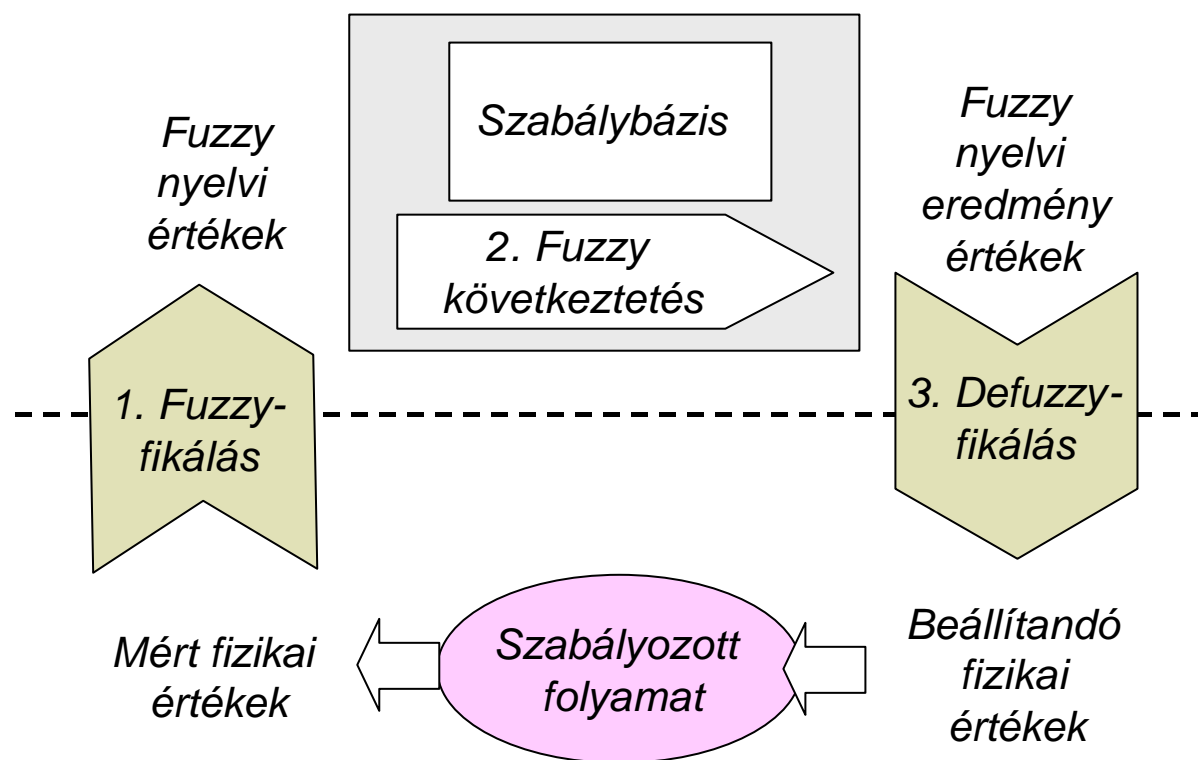 Szabálybázis
Fuzzy
nyelvi
értékek
2. Fuzzy
következtetés
Fuzzy
nyelvi
eredmény
értékek
1. Fuzzy-
fikálás
3. Defuzzy-
fikálás
Mért fizikai
értékek
Szabályozott
folyamat
Beállítandó
fizikai
értékek